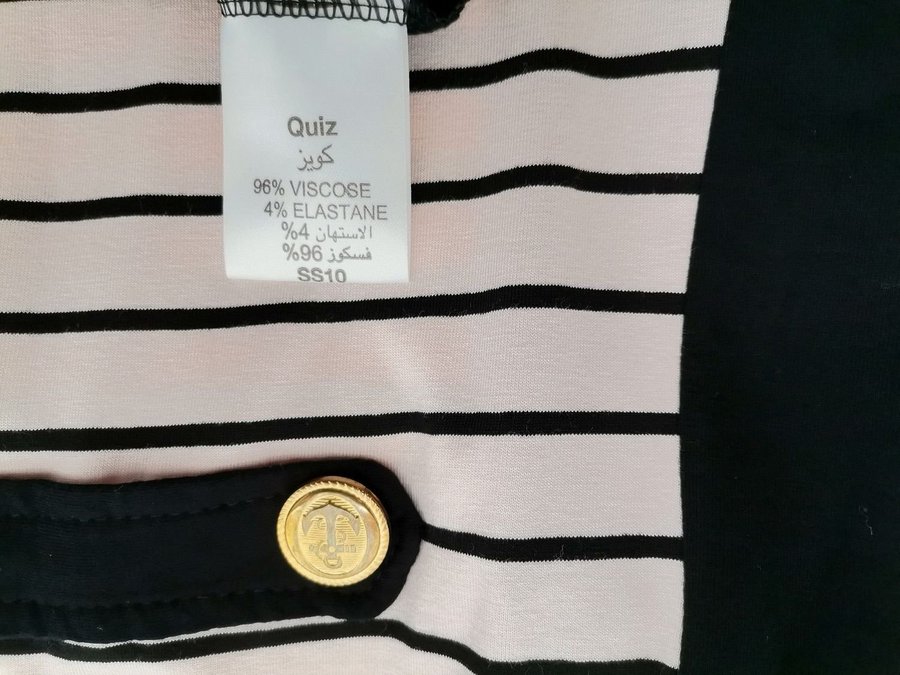 Quiz
كويز
96% VISCOSE
4% ELASTANE
%4 الاستهان
%96 فسكوز
SS10